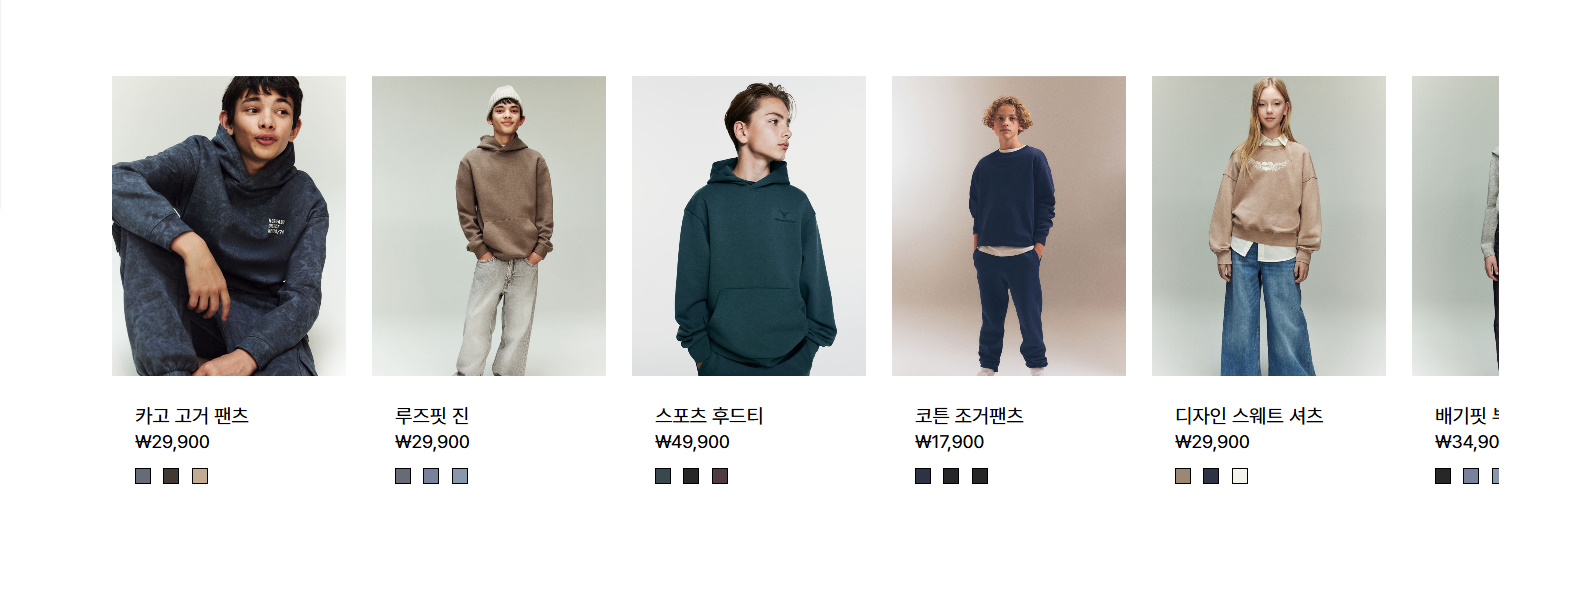 카고 고거 팬츠
₩29,900
루즈핏 진
₩29,900
스포츠 후드티
₩49,900
코튼 조거팬츠
₩17,900
디자인 스웨트 셔츠
₩29,900
배기핏
₩34,90